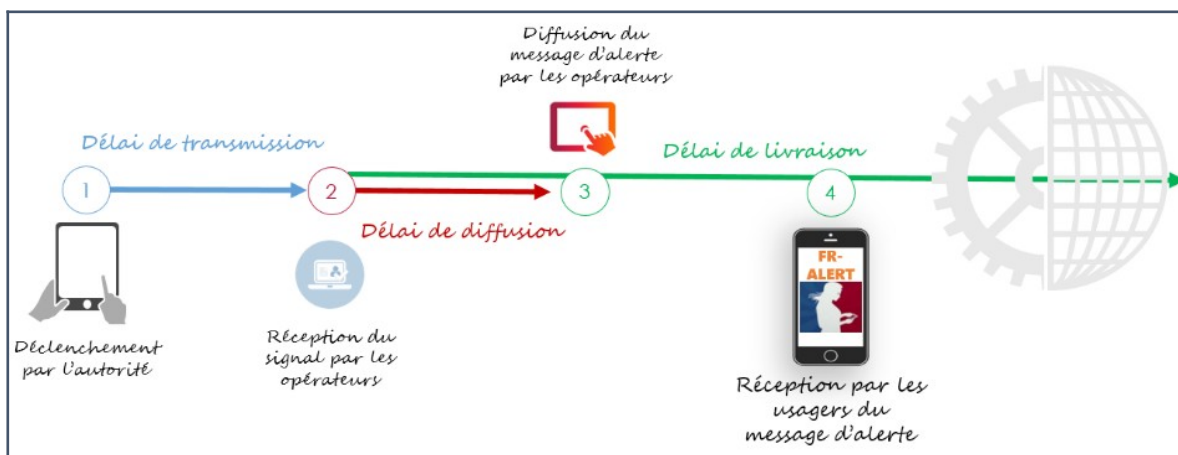 Diffusion du
message d'alerte
par les opérateurs
Délai de transmission
Délai de livraison
1
2
3
4
Délai de diffusion
FR-
ALERT
Déclenchement
par l'autorité
Réception du
signal par les
opérateurs
Réception par les
usagers du
message d'alerte